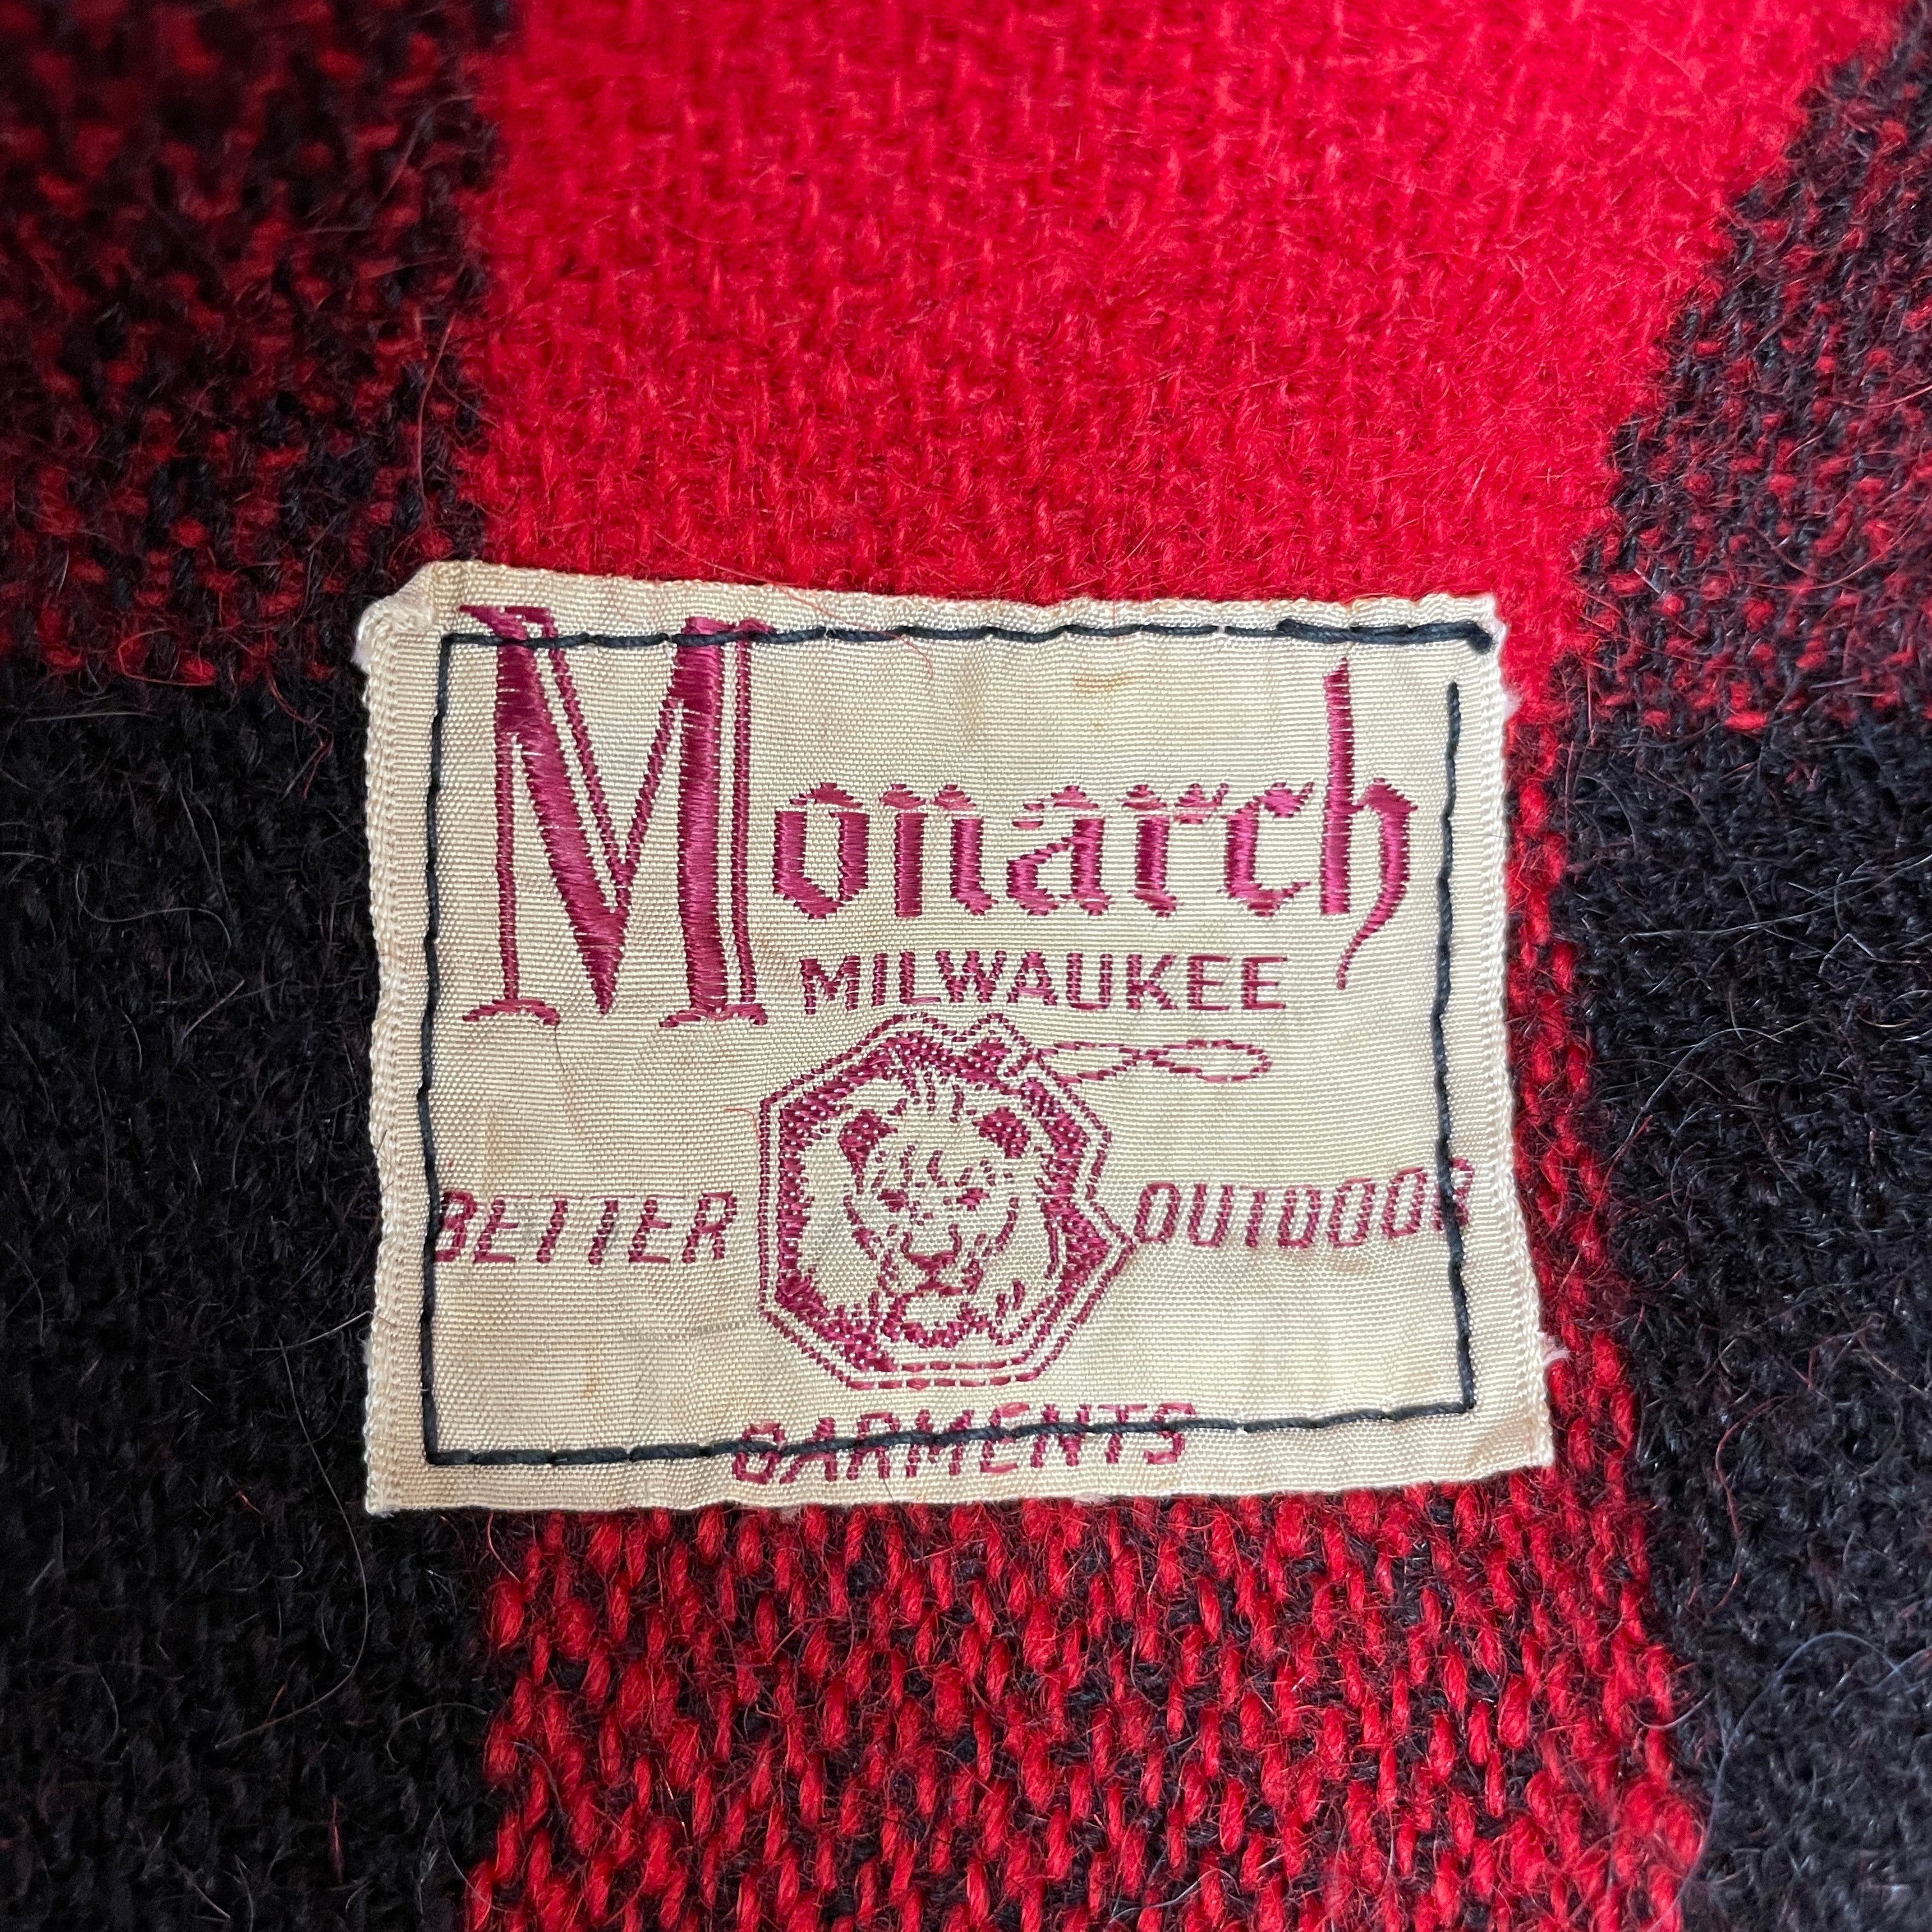 Monarch
MILWAUKEE
BETTER OUTDOOR
GARMENTS